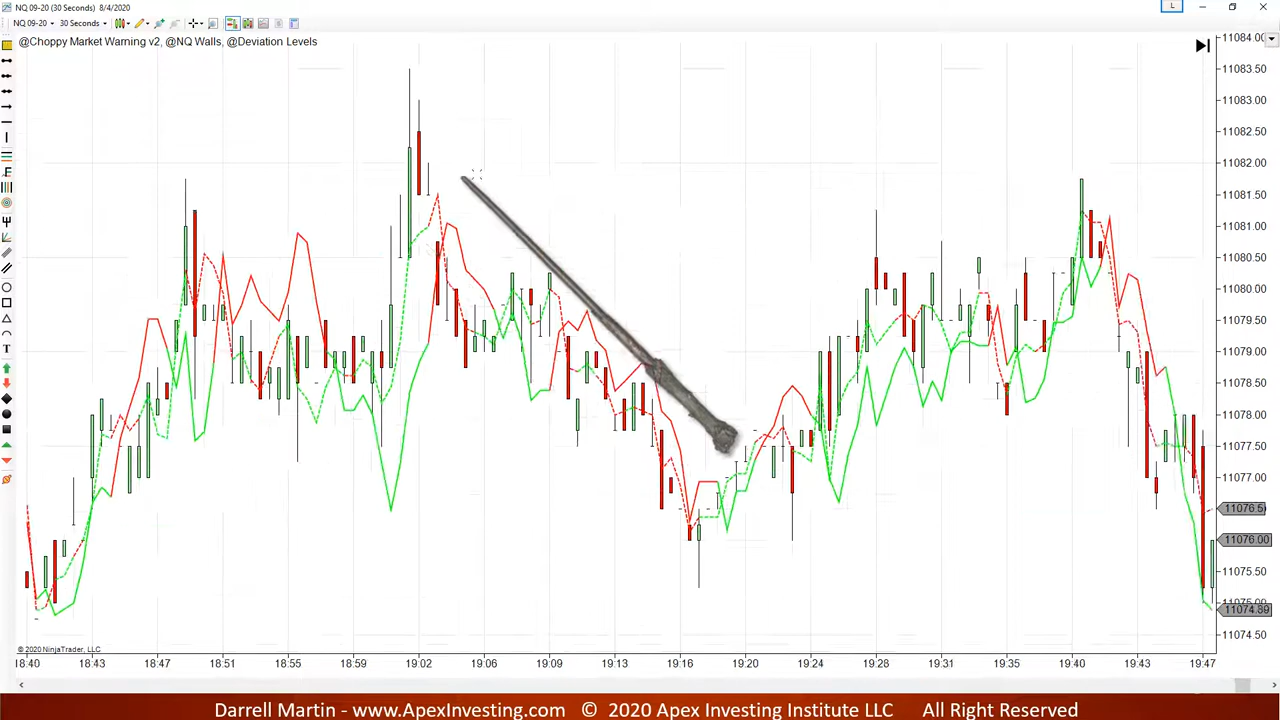 NQ 09-20 (30 Seconds) 8/4/2020
L
NQ 09-20 30 Seconds
@Choppy Market Warning v2, @NQ Walls, @Deviation Levels
11084.00
11083.50
11083.00
11082.50
11082.00
11081.50
11081.00
11080.50
11080.00
11079.50
11079.00
11078.50
11078.00
11077.50
11077.00
11076.50
11076.00
11075.50
11075.00
11074.89
11074.50
T
© 2020 NinjaTrader, LLC
18:40 18:43 18:47 18:51 18:55 18:59 19:02 19:06 19:09 19:13 19:16 19:20 19:24 19:28 19:31 19:35 19:40 19:43 19:47
Darrell Martin - www.ApexInvesting.com © 2020 Apex Investing Institute LLC All Right Reserved